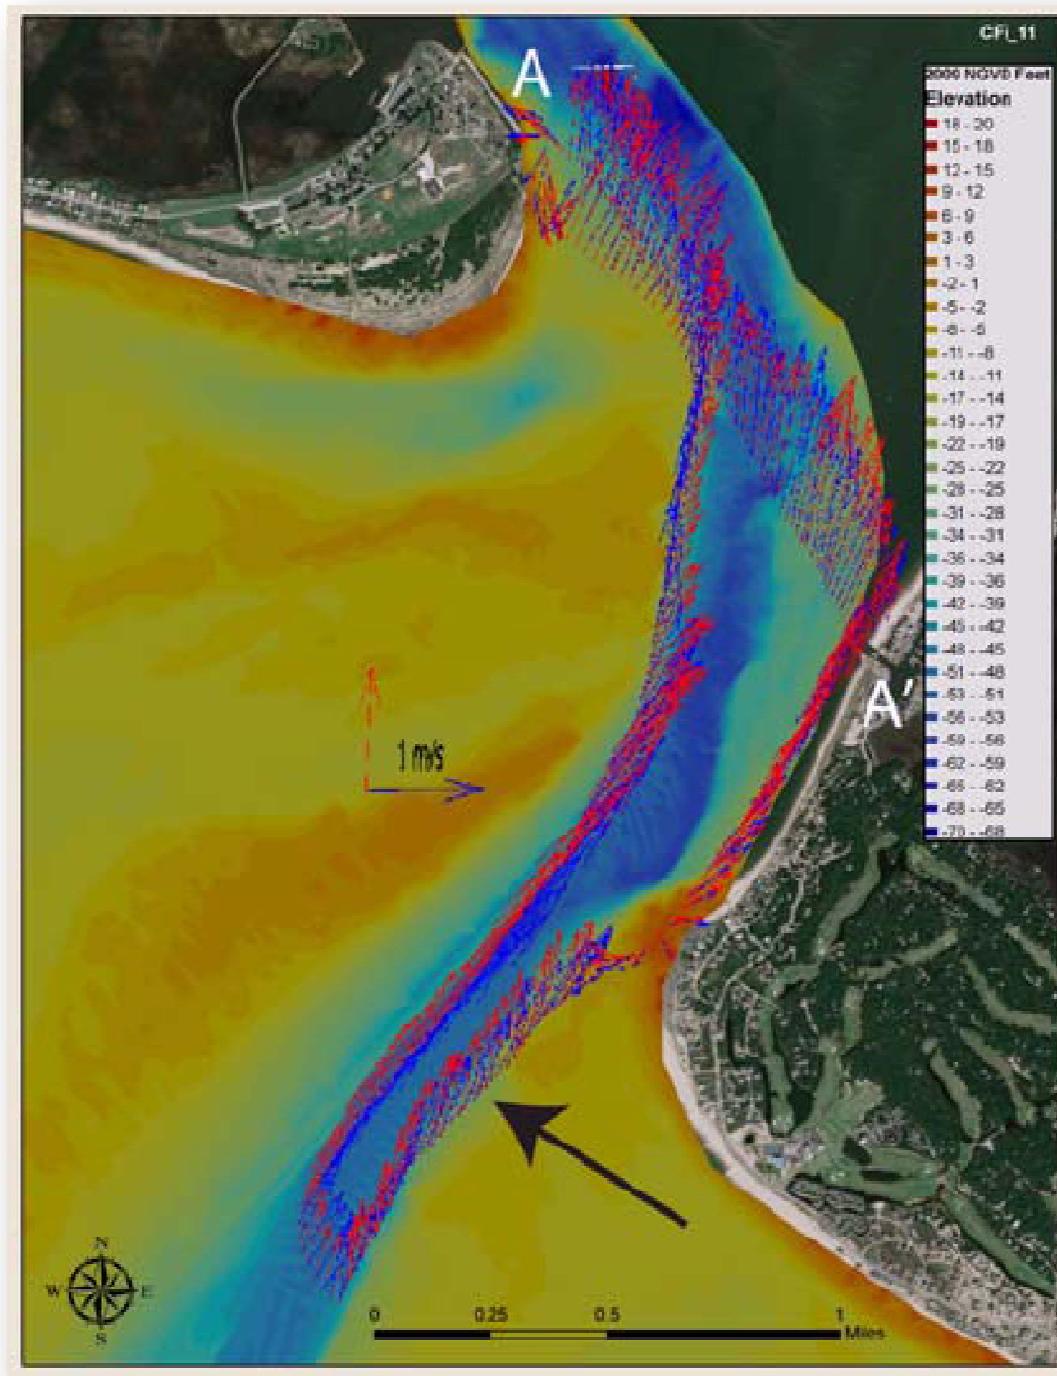 CFI_11
A
2000 NGVD Feet
Elevation
18 - 20
15 - 18
12 - 15
9 - 12
6 - 9
3 - 6
1 - 3
-2 - 1
-5 - -2
-8 - -5
-11 - -8
-14 - -11
-17 - -14
-19 - -17
-22 - -19
-25 - -22
-28 - -25
-31 - -28
-34 - -31
-36 - -34
-39 - -36
-42 - -39
-45 - -42
-48 - -45
-51 - -48
-53 - -51
-56 - -53
-59 - -56
-62 - -59
-65 - -62
-68 - -65
-70 - -68
A'
1 m/s
N
W E
S
0 0.25 0.5 1
Miles